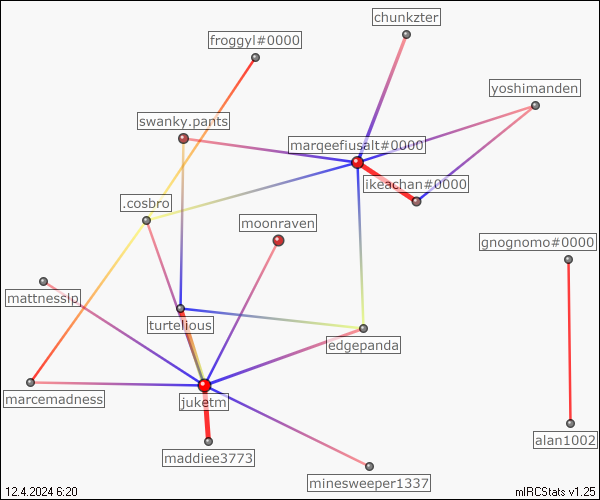 chunkzter
froggyl#0000
yoshimanden
swanky.pants
marqeefiusalt#0000
ikeachan#0000
.cosbro
moonraven
gnognomo#0000
mattnesslp
turtelious
edgepanda
marcemadness
juketm
alan1002
maddiee3773
minesweeper1337
12.4.2024 6:20
mIRCStats v1.25